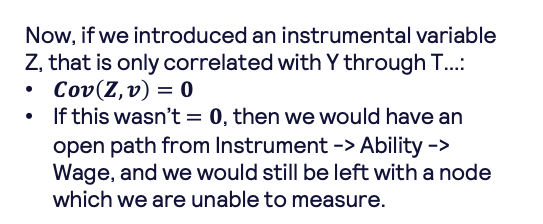 Now, if we introduced an instrumental variable
Z, that is only correlated with Y through T...:
• Cov(Z, v) = 0
• If this wasn't = 0, then we would have an
open path from Instrument -> Ability ->
Wage, and we would still be left with a node
which we are unable to measure.